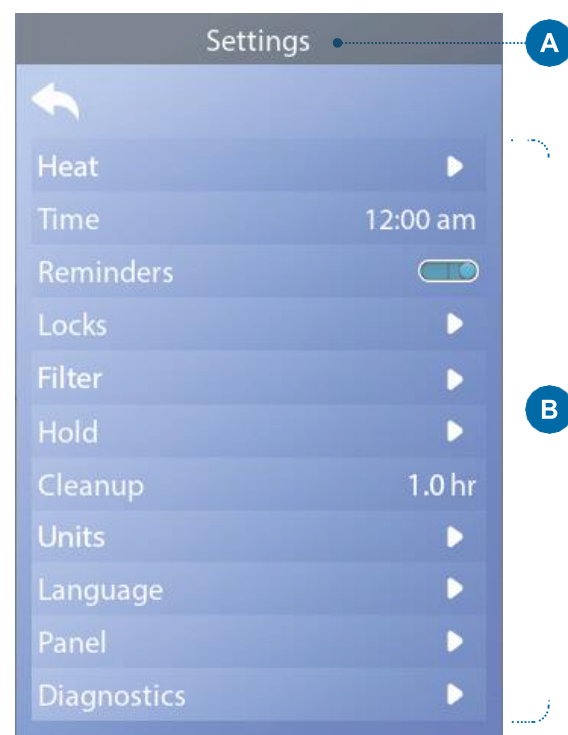 Settings
A
Heat
Time 12:00 am
Reminders
Locks
Filter
Hold
B
Cleanup 1.0 hr
Units
Language
Panel
Diagnostics